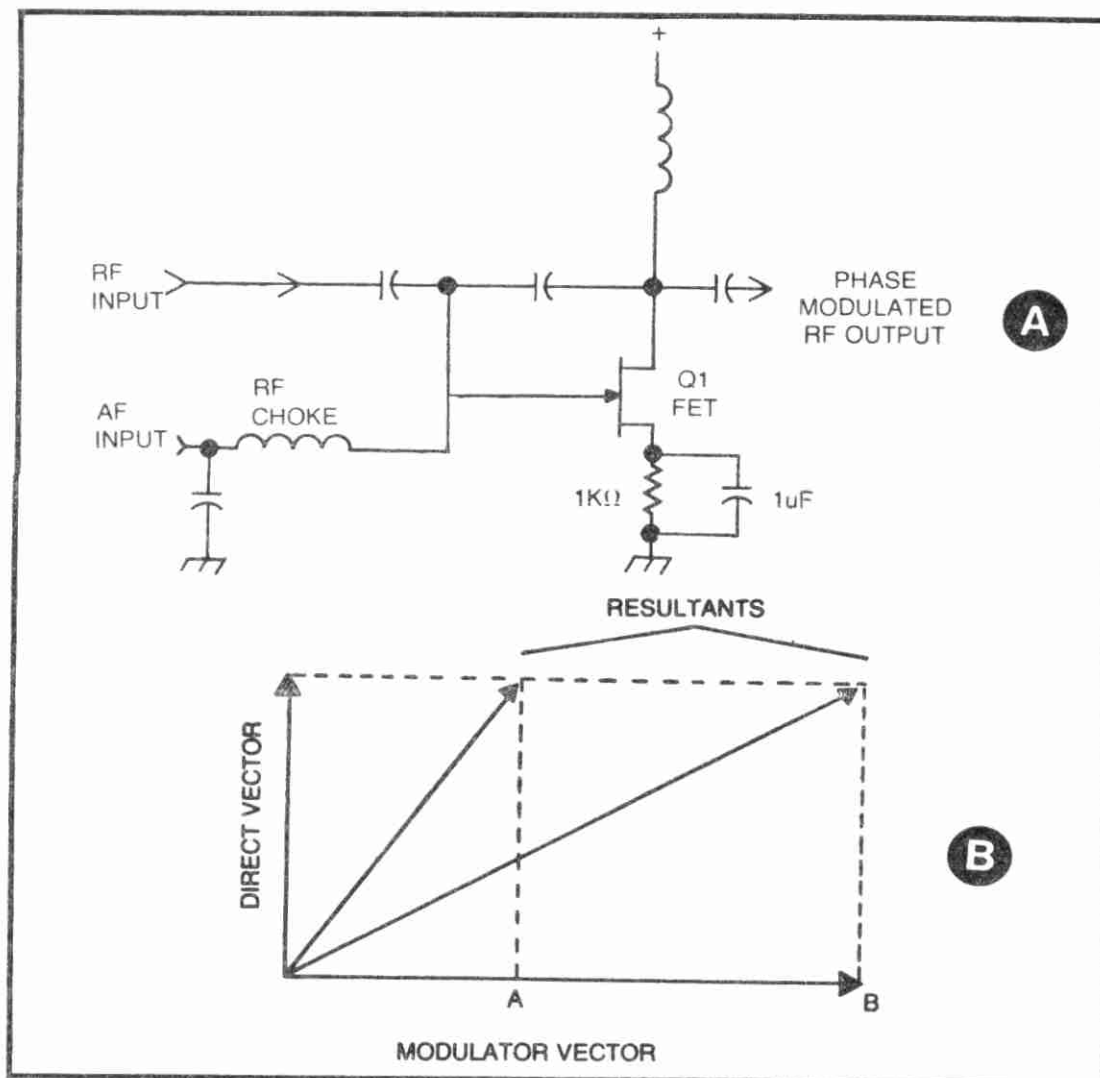 +
RF
INPUT
PHASE
MODULATED
RF OUTPUT
A
RF
CHOKE
Q1
FET
AF
INPUT
1KΩ
1uF
RESULTANTS
DIRECT VECTOR
B
A
B
MODULATOR VECTOR